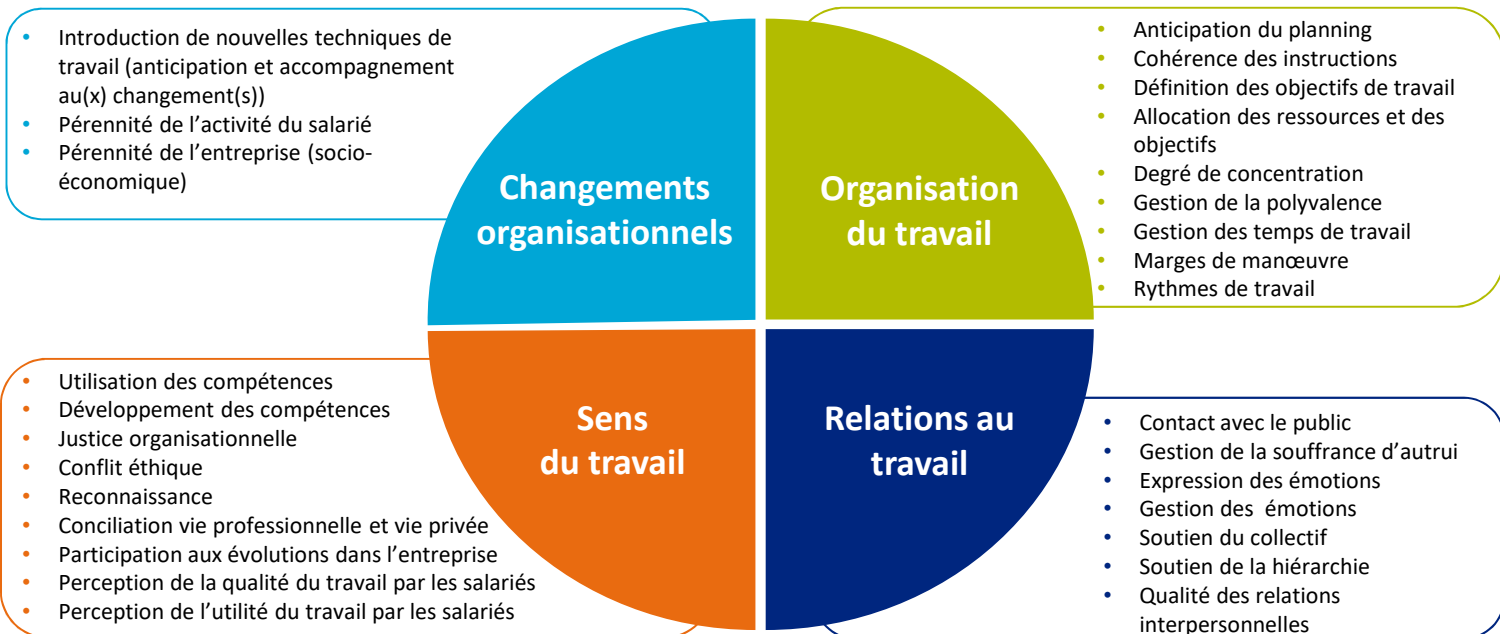 • Introduction de nouvelles techniques de
travail (anticipation et accompagnement
au(x) changement(s))
• Pérennité de l’activité du salarié
• Pérennité de l’entreprise (socio-
économique)
Changements
organisationnels
Organisation
du travail
• Anticipation du planning
• Cohérence des instructions
• Définition des objectifs de travail
• Allocation des ressources et des
objectifs
• Degré de concentration
• Gestion de la polyvalence
• Gestion des temps de travail
• Marges de manœuvre
• Rythmes de travail
• Utilisation des compétences
• Développement des compétences
• Justice organisationnelle
• Conflit éthique
• Reconnaissance
• Conciliation vie professionnelle et vie privée
• Participation aux évolutions dans l’entreprise
• Perception de la qualité du travail par les salariés
• Perception de l’utilité du travail par les salariés
Sens
du travail
Relations au
travail
• Contact avec le public
• Gestion de la souffrance d’autrui
• Expression des émotions
• Gestion des émotions
• Soutien du collectif
• Soutien de la hiérarchie
• Qualité des relations
interpersonnelles